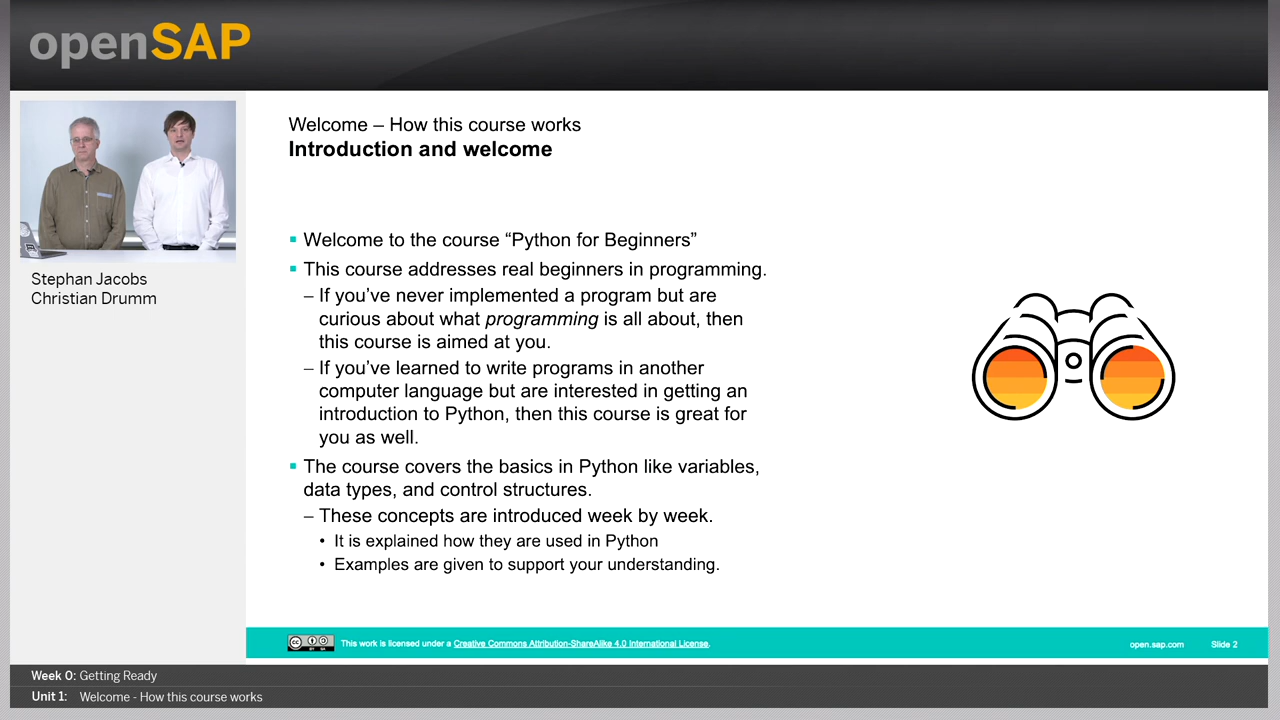 openSAP
Stephan Jacobs
Christian Drumm
Welcome – How this course works
Introduction and welcome
▪ Welcome to the course “Python for Beginners”
▪ This course addresses real beginners in programming.
– If you’ve never implemented a program but are
curious about what programming is all about, then
this course is aimed at you.
– If you’ve learned to write programs in another
computer language but are interested in getting an
introduction to Python, then this course is great for
you as well.
▪ The course covers the basics in Python like variables,
data types, and control structures.
– These concepts are introduced week by week.
• It is explained how they are used in Python
• Examples are given to support your understanding.
cc BY SA This work is licensed under a Creative Commons Attribution-ShareAlike 4.0 International License. open.sap.com Slide 2
Week 0: Getting Ready
Unit 1: Welcome - How this course works